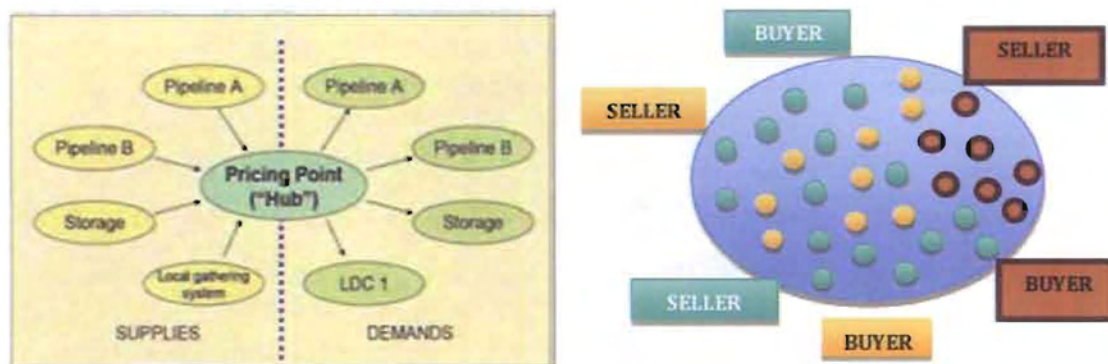 Pipeline A
Pipeline A
Pipeline B
Pipeline B
Pricing Point
("Hub")
Storage
Storage
Local gathering
system
LDC 1
SUPPLIES
DEMANDS
BUYER
SELLER
SELLER
SELLER
BUYER
BUYER